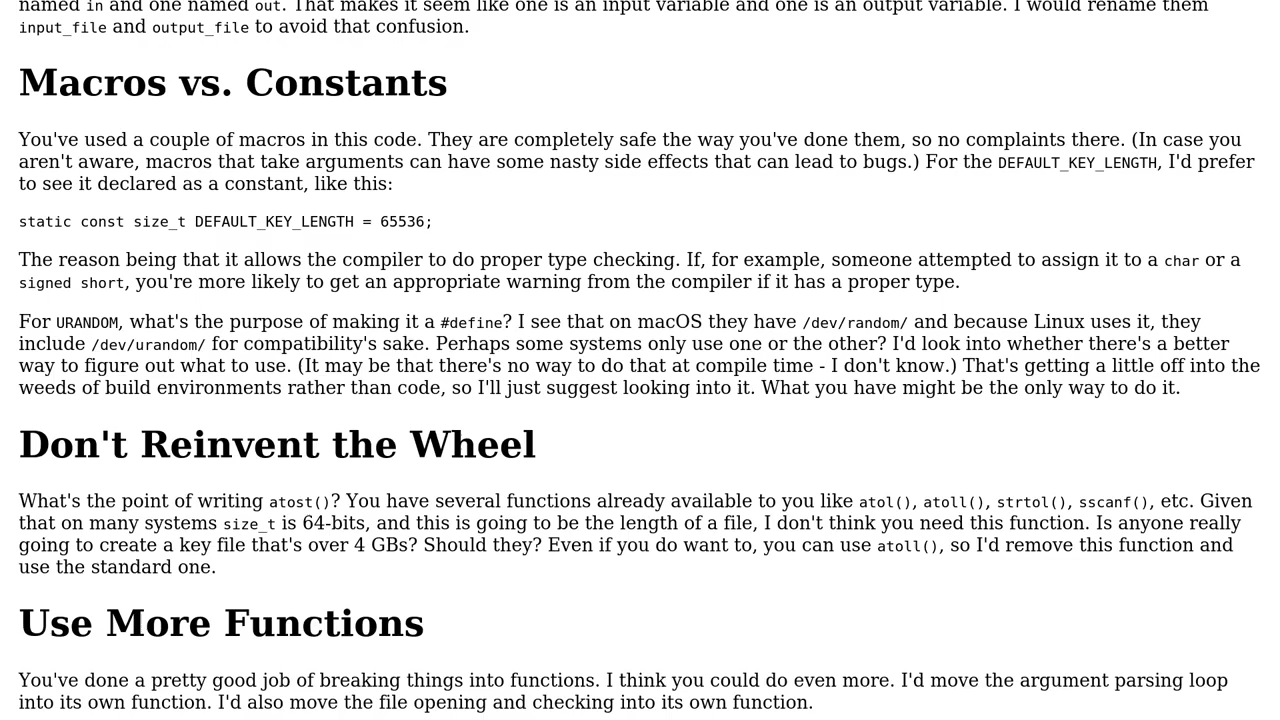 named in and one named out. That makes it seem like one is an input variable and one is an output variable. I would rename them
input_file and output_file to avoid that confusion.
Macros vs. Constants
You've used a couple of macros in this code. They are completely safe the way you've done them, so no complaints there. (In case you
aren't aware, macros that take arguments can have some nasty side effects that can lead to bugs.) For the DEFAULT_KEY_LENGTH, I'd prefer
to see it declared as a constant, like this:
static const size_t DEFAULT_KEY_LENGTH = 65536;
The reason being that it allows the compiler to do proper type checking. If, for example, someone attempted to assign it to a char or a
signed short, you're more likely to get an appropriate warning from the compiler if it has a proper type.
For URANDOM, what's the purpose of making it a #define? I see that on macOS they have /dev/random/ and because Linux uses it, they
include /dev/urandom/ for compatibility's sake. Perhaps some systems only use one or the other? I'd look into whether there's a better
way to figure out what to use. (It may be that there's no way to do that at compile time - I don't know.) That's getting a little off into the
weeds of build environments rather than code, so I'll just suggest looking into it. What you have might be the only way to do it.
Don't Reinvent the Wheel
What's the point of writing atost()? You have several functions already available to you like atol(), atoll(), strtol(), sscanf(), etc. Given
that on many systems size_t is 64-bits, and this is going to be the length of a file, I don't think you need this function. Is anyone really
going to create a key file that's over 4 GBs? Should they? Even if you do want to, you can use atoll(), so I'd remove this function and
use the standard one.
Use More Functions
You've done a pretty good job of breaking things into functions. I think you could do even more. I'd move the argument parsing loop
into its own function. I'd also move the file opening and checking into its own function.